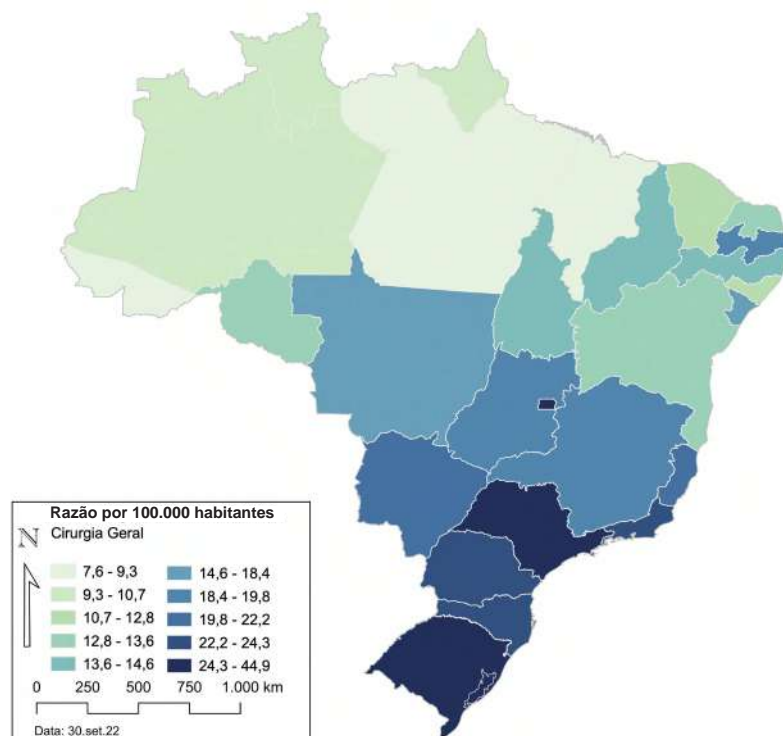 Razão por 100.000 habitantes
N Cirurgia Geral
7,6 - 9,3
9,3 - 10,7
10,7 - 12,8
12,8 - 13,6
13,6 - 14,6
14,6 - 18,4
18,4 - 19,8
19,8 - 22,2
22,2 - 24,3
24,3 - 44,9
0 250 500 750 1.000 km
Data: 30.set.22